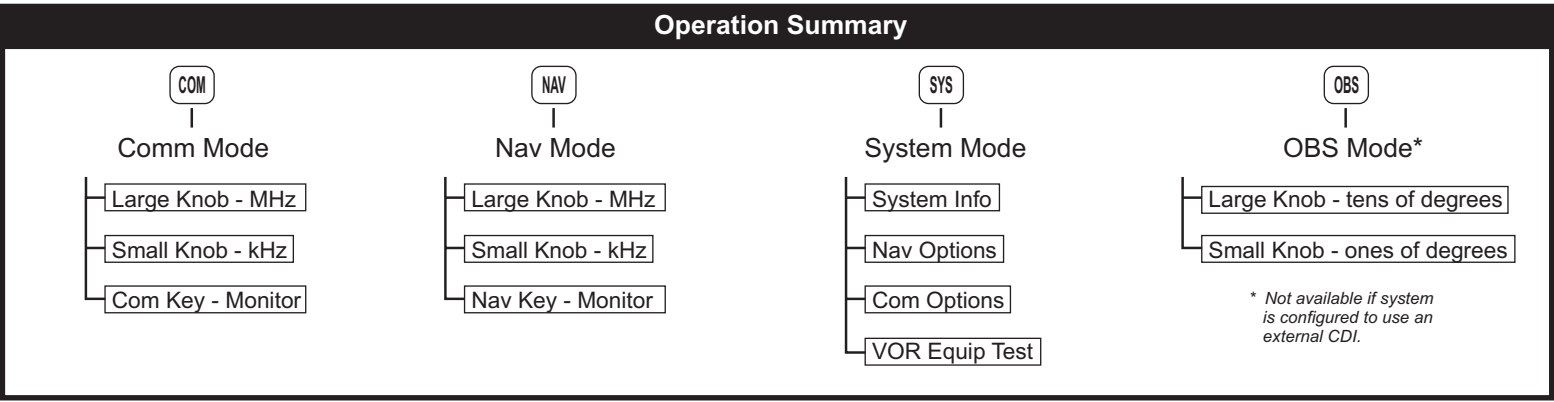 Operation Summary
COM
Comm Mode
Large Knob - MHz
Small Knob - kHz
Com Key - Monitor
NAV
Nav Mode
Large Knob - MHz
Small Knob - kHz
Nav Key - Monitor
SYS
System Mode
System Info
Nav Options
Com Options
VOR Equip Test
OBS
OBS Mode*
Large Knob - tens of degrees
Small Knob - ones of degrees
* Not available if system
is configured to use an
external CDI.